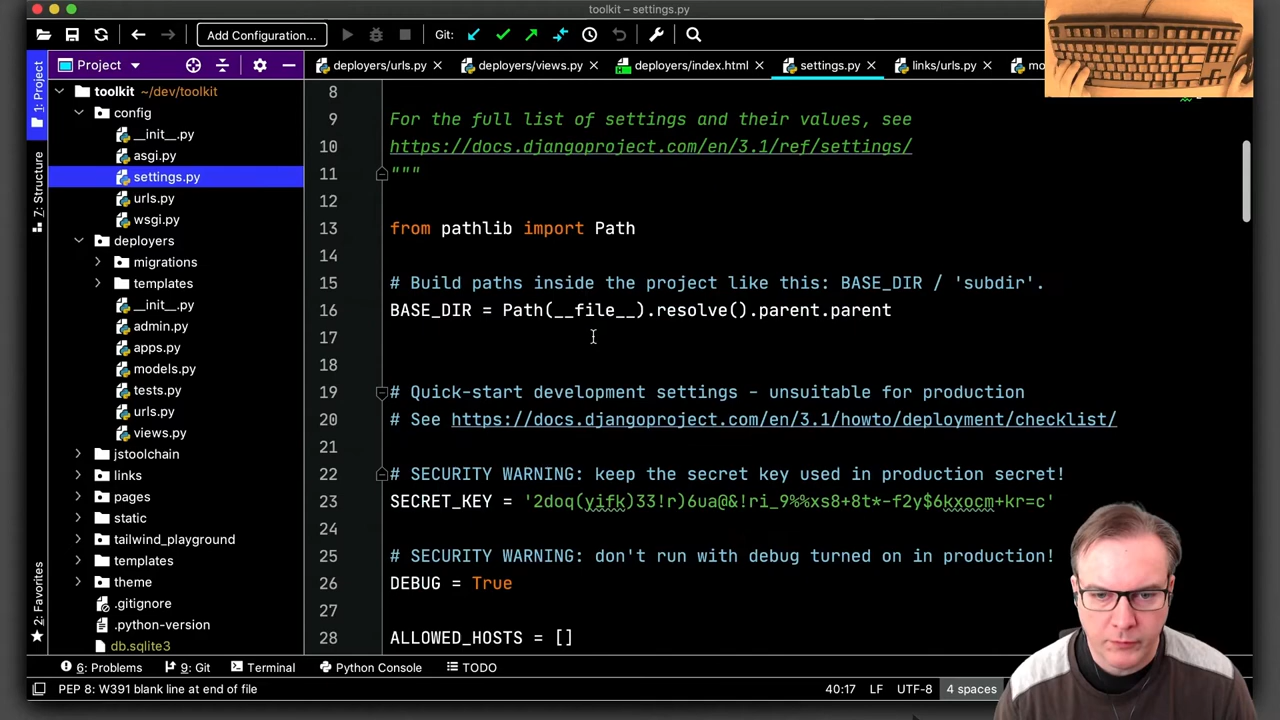 toolkit – settings.py
Add Configuration...
Git:
Project
deployers/urls.py
deployers/views.py
deployers/index.html
settings.py
links/urls.py
1: Project
Z: Structure
2: Favorites
toolkit ~/dev/toolkit
config
__init__.py
asgi.py
settings.py
urls.py
wsgi.py
deployers
migrations
templates
__init__.py
admin.py
apps.py
models.py
tests.py
urls.py
views.py
jstoolchain
links
pages
static
tailwind_playground
templates
theme
.gitignore
.python-version
db.sqlite3
8
9 For the full list of settings and their values, see
10 https://docs.djangoproject.com/en/3.1/ref/settings/
11 """
12
13 from pathlib import Path
14
15 # Build paths inside the project like this: BASE_DIR / 'subdir'.
16 BASE_DIR = Path(__file__).resolve().parent.parent
17
18
19 # Quick-start development settings - unsuitable for production
20 # See https://docs.djangoproject.com/en/3.1/howto/deployment/checklist/
21
22 # SECURITY WARNING: keep the secret key used in production secret!
23 SECRET_KEY = '2doq(yifk)33!r)6ua@&!ri_9%%xs8+8t*-f2y$6kxocm+kr=c'
24
25 # SECURITY WARNING: don't run with debug turned on in production!
26 DEBUG = True
27
28 ALLOWED_HOSTS = []
6: Problems
9: Git
Terminal
Python Console
TODO
PEP 8: W391 blank line at end of file
40:17
LF
UTF-8
4 spaces